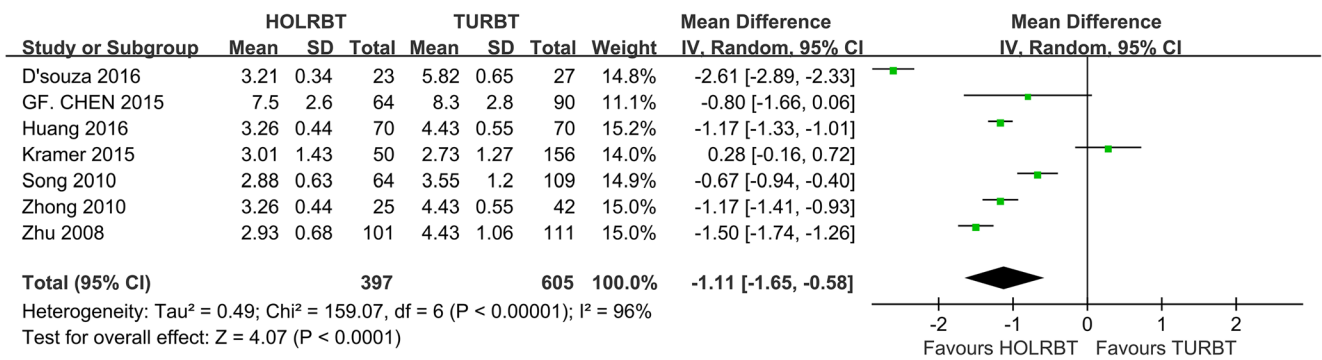 HOLRBT TURBT Mean Difference Mean Difference
Study or Subgroup Mean SD Total Mean SD Total Weight IV, Random, 95% CI IV, Random, 95% CI
D'souza 2016 3.21 0.34 23 5.82 0.65 27 14.8% -2.61 [-2.89, -2.33]
GF. CHEN 2015 7.5 2.6 64 8.3 2.8 90 11.1% -0.80 [-1.66, 0.06]
Huang 2016 3.26 0.44 70 4.43 0.55 70 15.2% -1.17 [-1.33, -1.01]
Kramer 2015 3.01 1.43 50 2.73 1.27 156 14.0% 0.28 [-0.16, 0.72]
Song 2010 2.88 0.63 64 3.55 1.2 109 14.9% -0.67 [-0.94, -0.40]
Zhong 2010 3.26 0.44 25 4.43 0.55 42 15.0% -1.17 [-1.41, -0.93]
Zhu 2008 2.93 0.68 101 4.43 1.06 111 15.0% -1.50 [-1.74, -1.26]
Total (95% CI) 397 605 100.0% -1.11 [-1.65, -0.58]
Heterogeneity: Tau² = 0.49; Chi² = 159.07, df = 6 (P < 0.00001); I² = 96%
Test for overall effect: Z = 4.07 (P < 0.0001)
-2 -1 0 1 2
Favours HOLRBT Favours TURBT